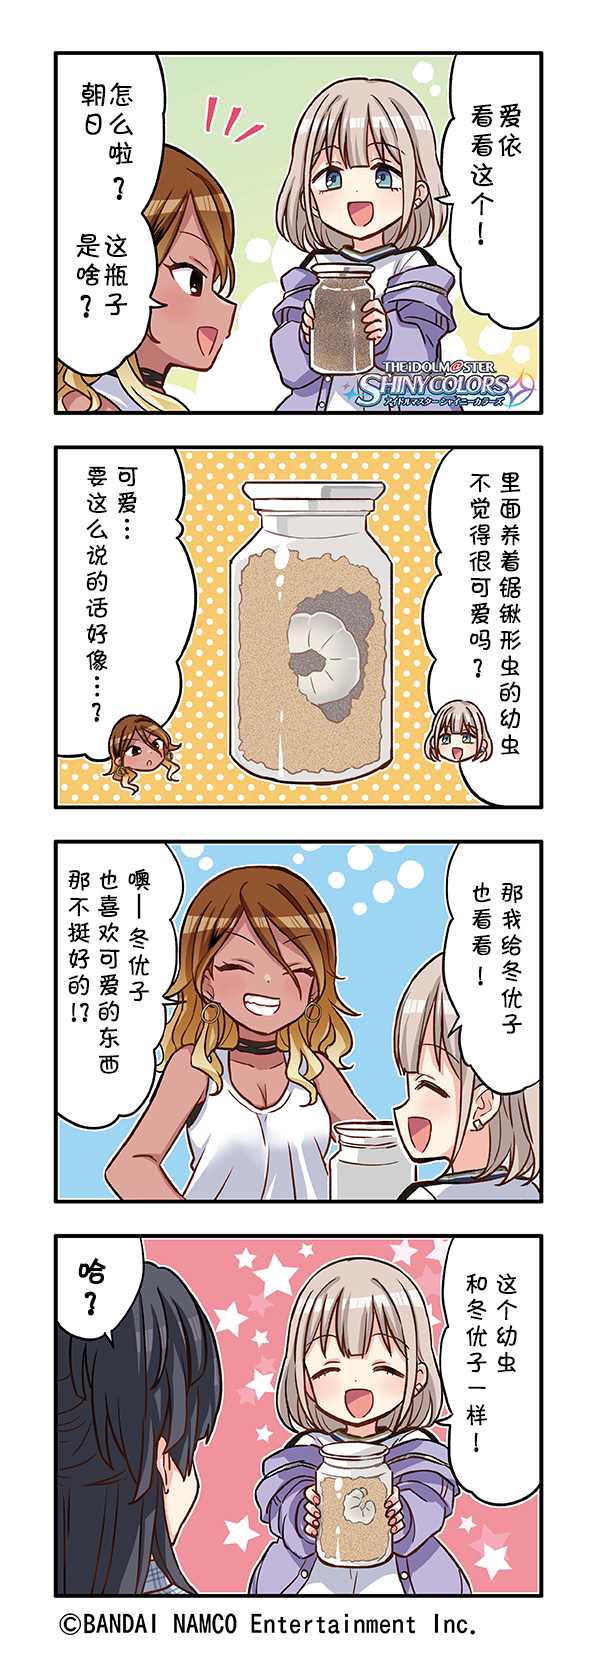 爱依
看看这个！
怎么啦？
朝日
这瓶子
是啥？
THE iDOLM@STER
SHINY COLORS
アイドルマスター シャイニーカラーズ
里面养着锯锹形虫的幼虫
不觉得很可爱吗？
可爱…
要这么说的话好像…？
那我给冬优子
也看看！
噢—冬优子
也喜欢可爱的东西
那不挺好的!?
这个幼虫
和冬优子一样！
哈？
©BANDAI NAMCO Entertainment Inc.